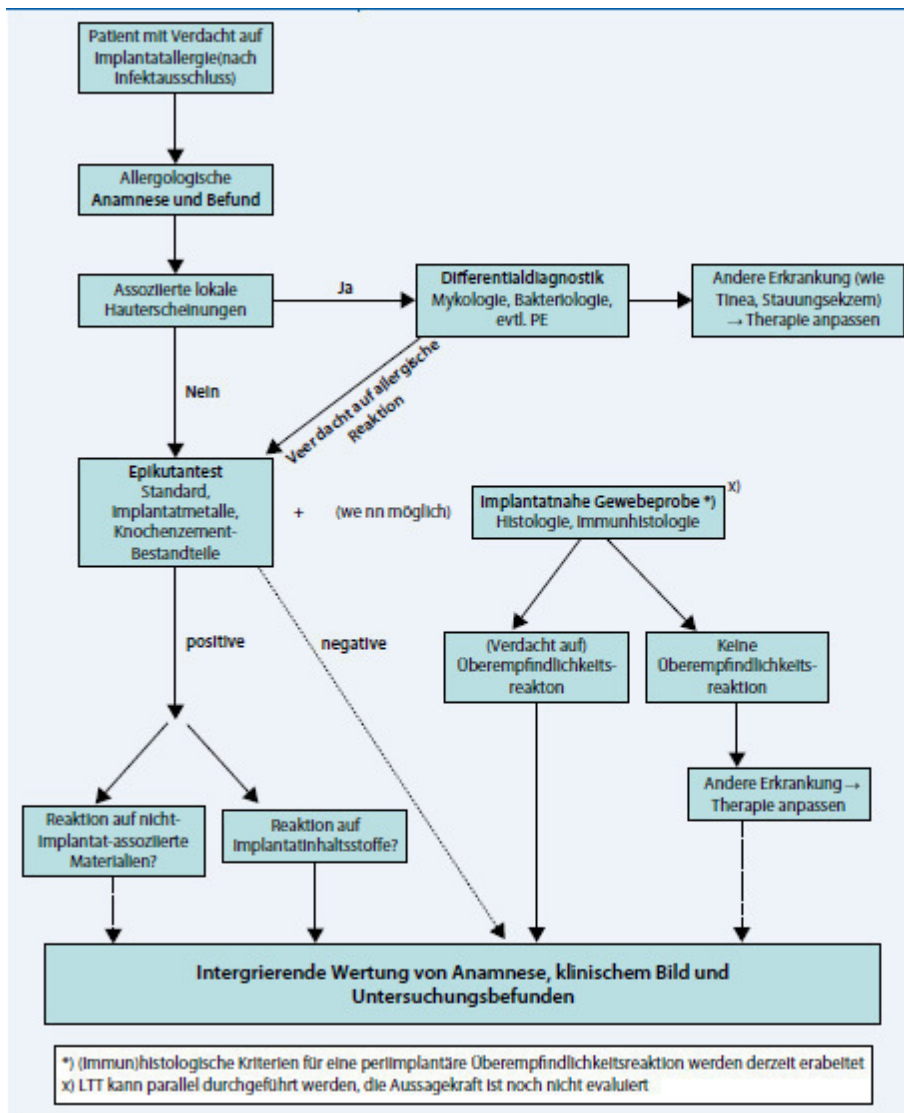 Patient mit Verdacht auf
Implantatallergie(nach
Infektausschluss)
Allergologische
Anamnese und Befund
Assoziierte lokale
Hauterscheinungen
Ja
Differentialdiagnostik
Mykologie, Bakteriologie,
evtl. PE
Andere Erkrankung (wie
Tinea, Stauungsekzem)
→ Therapie anpassen
Nein
Veerdacht auf allergische
Reaktion
Epikutantest
Standard,
Implantatmetalle,
Knochenzement-
Bestandteile
+ (we nn möglich)
Implantatnahe Gewebeprobe *)
Histologie, Immunhistologie
x)
positive
negative
(Verdacht auf)
Überempfindlichkeits-
reakton
Keine
Überempfindlichkeits-
reaktion
Andere Erkrankung →
Therapie anpassen
Reaktion auf nicht-
Implantat-assoziierte
Materialien?
Reaktion auf
Implantatinhaltsstoffe?
Intergrierende Wertung von Anamnese, klinischem Bild und
Untersuchungsbefunden
*) (Immun)histologische Kriterien für eine periimplantäre Überempfindlichkeitsreaktion werden derzeit erabeitet
x) LTT kann parallel durchgeführt werden, die Aussagekraft ist noch nicht evaluiert